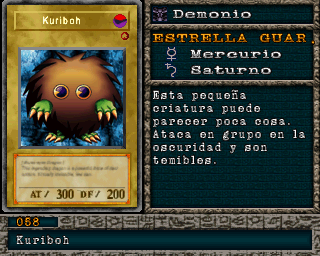 Kuriboh
AT/ 300 DF/ 200
Demonio
ESTRELLA GUAR.
Mercurio
Saturno
Esta pequeña
criatura puede
parecer poca cosa.
Ataca en grupo en la
oscuridad y son
temibles.
058
Kuriboh